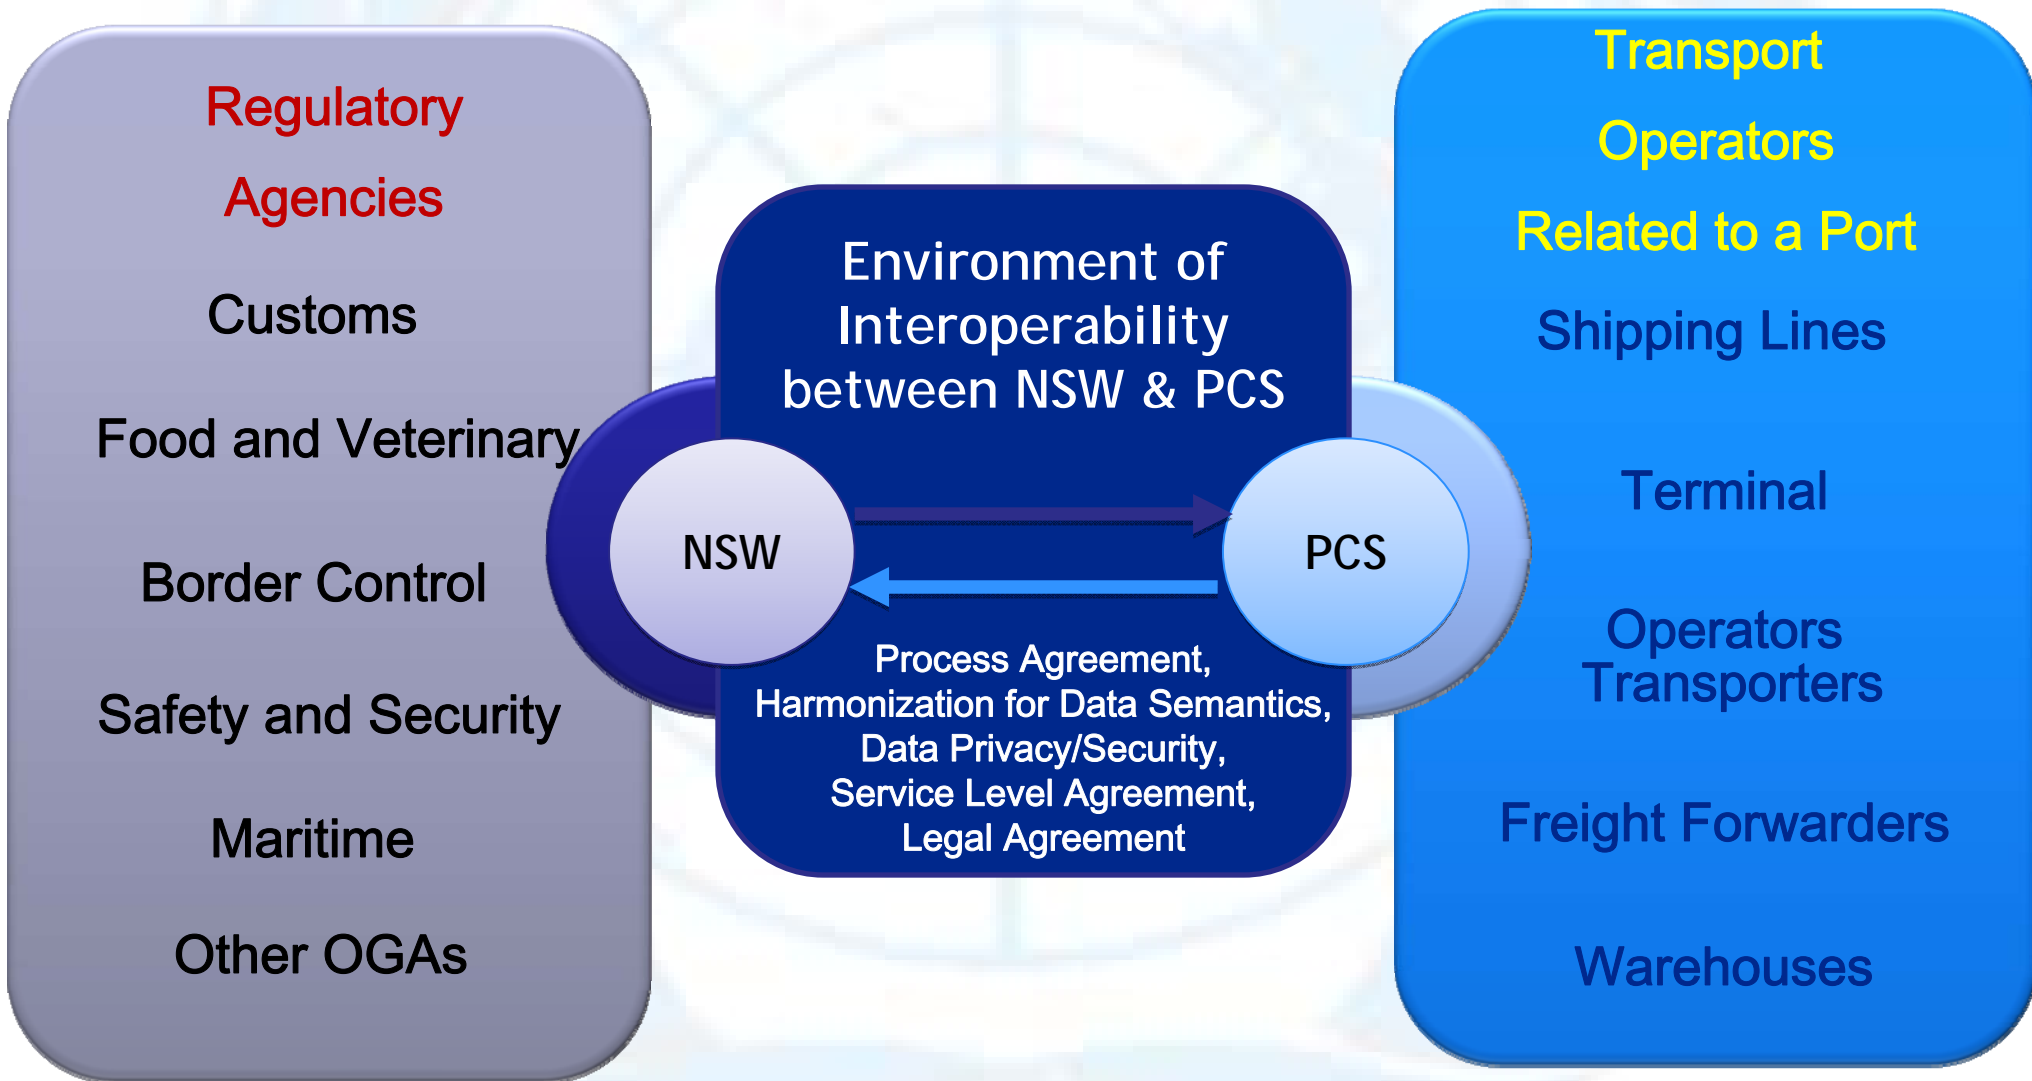 Regulatory
Agencies
Customs
Food and Veterinary
Border Control
Safety and Security
Maritime
Other OGAs
Environment of
Interoperability
between NSW & PCS
NSW
PCS
Process Agreement,
Harmonization for Data Semantics,
Data Privacy/Security,
Service Level Agreement,
Legal Agreement
Transport
Operators
Related to a Port
Shipping Lines
Terminal
Operators
Transporters
Freight Forwarders
Warehouses